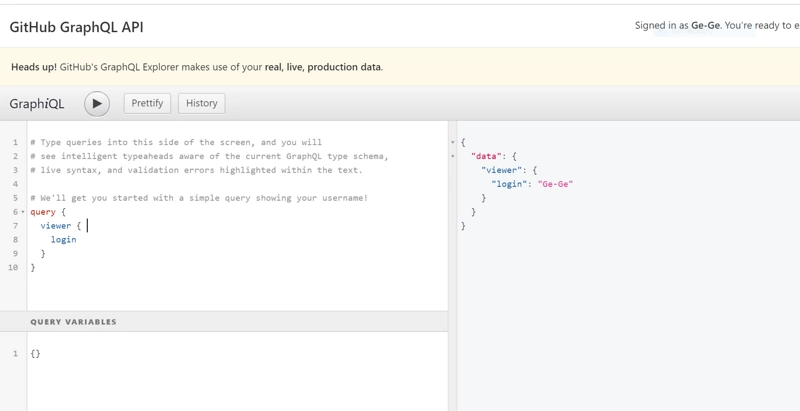 GitHub GraphQL API
Signed in as Ge-Ge. You're ready to e
Heads up! GitHub's GraphQL Explorer makes use of your real, live, production data.
GraphiQL
Prettify
History
1 # Type queries into this side of the screen, and you will
2 # see intelligent typeaheads aware of the current GraphQL type schema,
3 # live syntax, and validation errors highlighted within the text.
4
5 # We'll get you started with a simple query showing your username!
6 query {
7 viewer {
8 login
9 }
10 }
QUERY VARIABLES
1 {}
{
"data": {
"viewer": {
"login": "Ge-Ge"
}
}
}